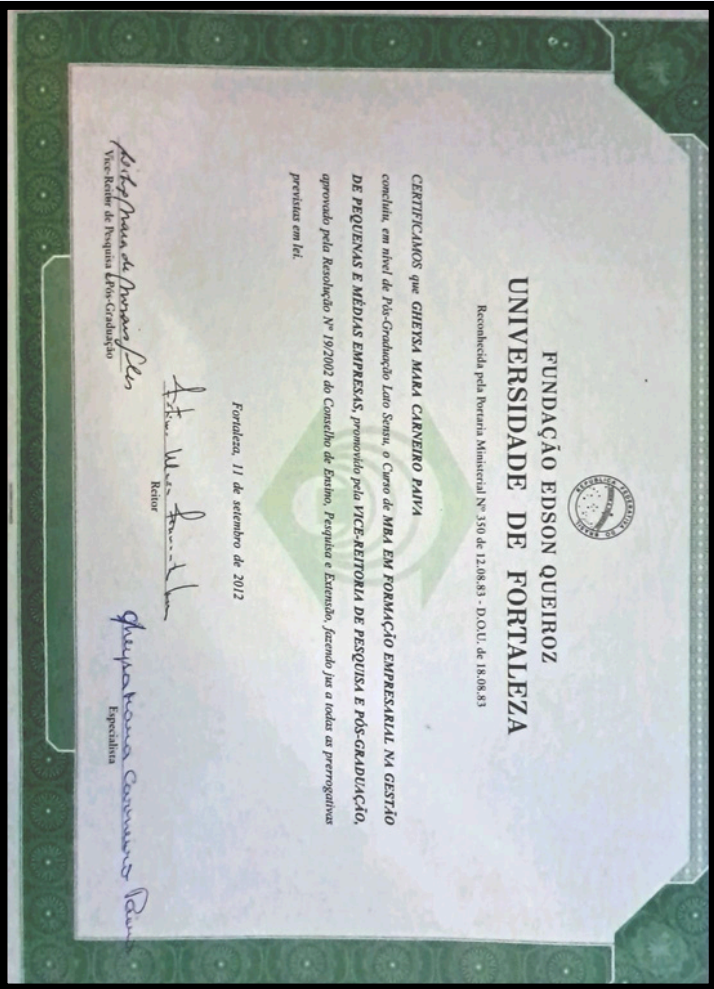 REPÚBLICA FEDERATIVA DO BRASIL
FUNDAÇÃO EDSON QUEIROZ
UNIVERSIDADE DE FORTALEZA
Reconhecida pela Portaria Ministerial Nº 350 de 12.08.83 - D.O.U. de 18.08.83
CERTIFICAMOS que GHEYSA MARA CARNEIRO PAIVA
concluiu, em nível de Pós-Graduação Lato Sensu, o Curso de MBA EM FORMAÇÃO EMPRESARIAL NA GESTÃO
DE PEQUENAS E MÉDIAS EMPRESAS, promovido pela VICE-REITORIA DE PESQUISA E PÓS-GRADUAÇÃO,
aprovado pela Resolução Nº 19/2002 do Conselho de Ensino, Pesquisa e Extensão, fazendo jus a todas as prerrogativas
previstas em lei.
Fortaleza, 11 de setembro de 2012
Vice-Reitor de Pesquisa e Pós-Graduação
Reitor
Gheysa Mara Carneiro Paiva
Especialista